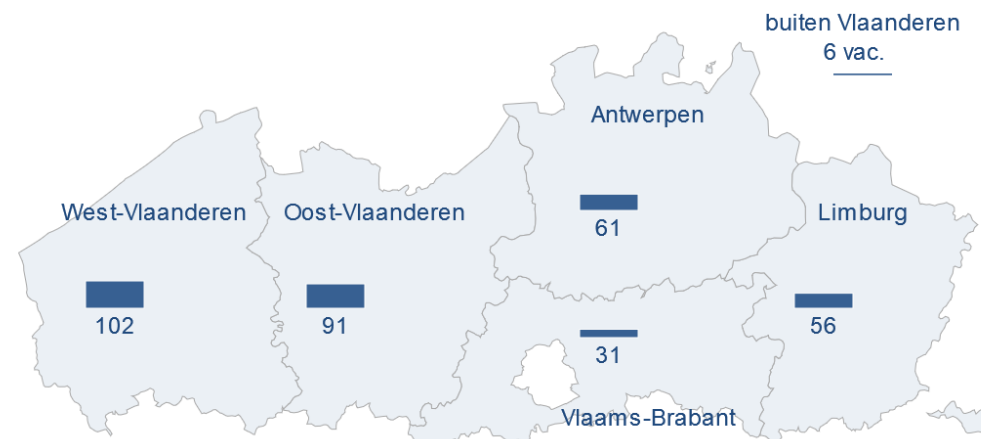 buiten Vlaanderen
6 vac.
Antwerpen
61
West-Vlaanderen
102
Oost-Vlaanderen
91
Limburg
56
31
Vlaams-Brabant